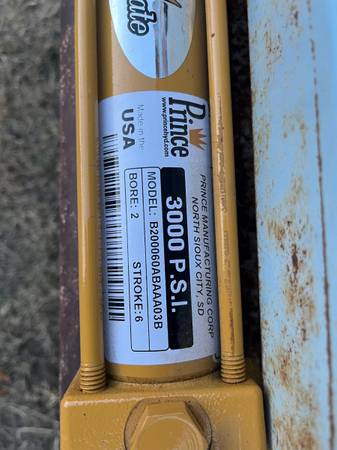 ate
Prince
www.princehyd.com
Made in the
USA
PRINCE MANUFACTURING CORP
NORTH SIOUX CITY, SD
3000 P.S.I.
MODEL: B200060ABAAA03B
BORE: 2 STROKE:6